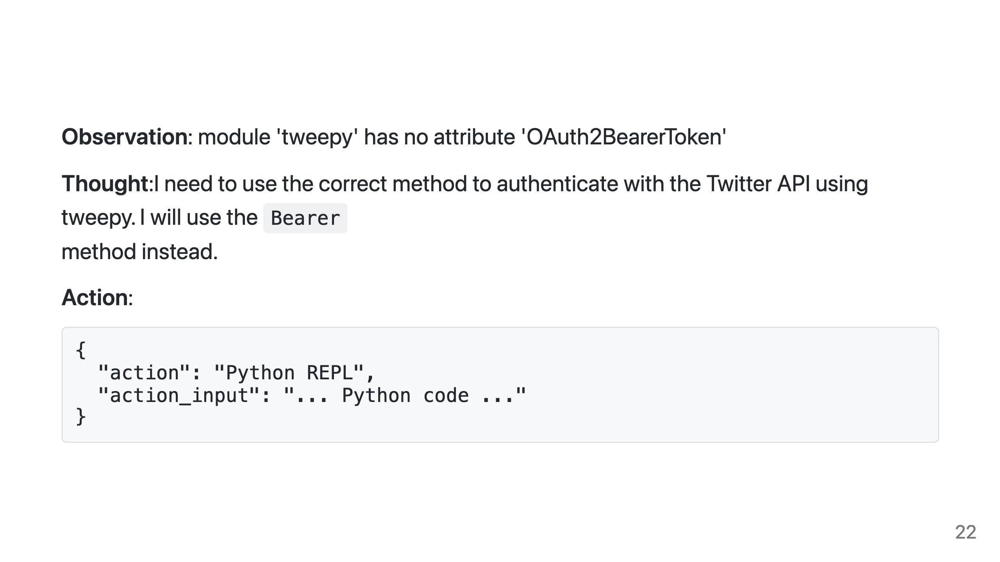 Observation: module 'tweepy' has no attribute 'OAuth2BearerToken'
Thought:I need to use the correct method to authenticate with the Twitter API using
tweepy. I will use the Bearer
method instead.
Action:
{
  "action": "Python REPL",
  "action_input": "... Python code ..."
}
22